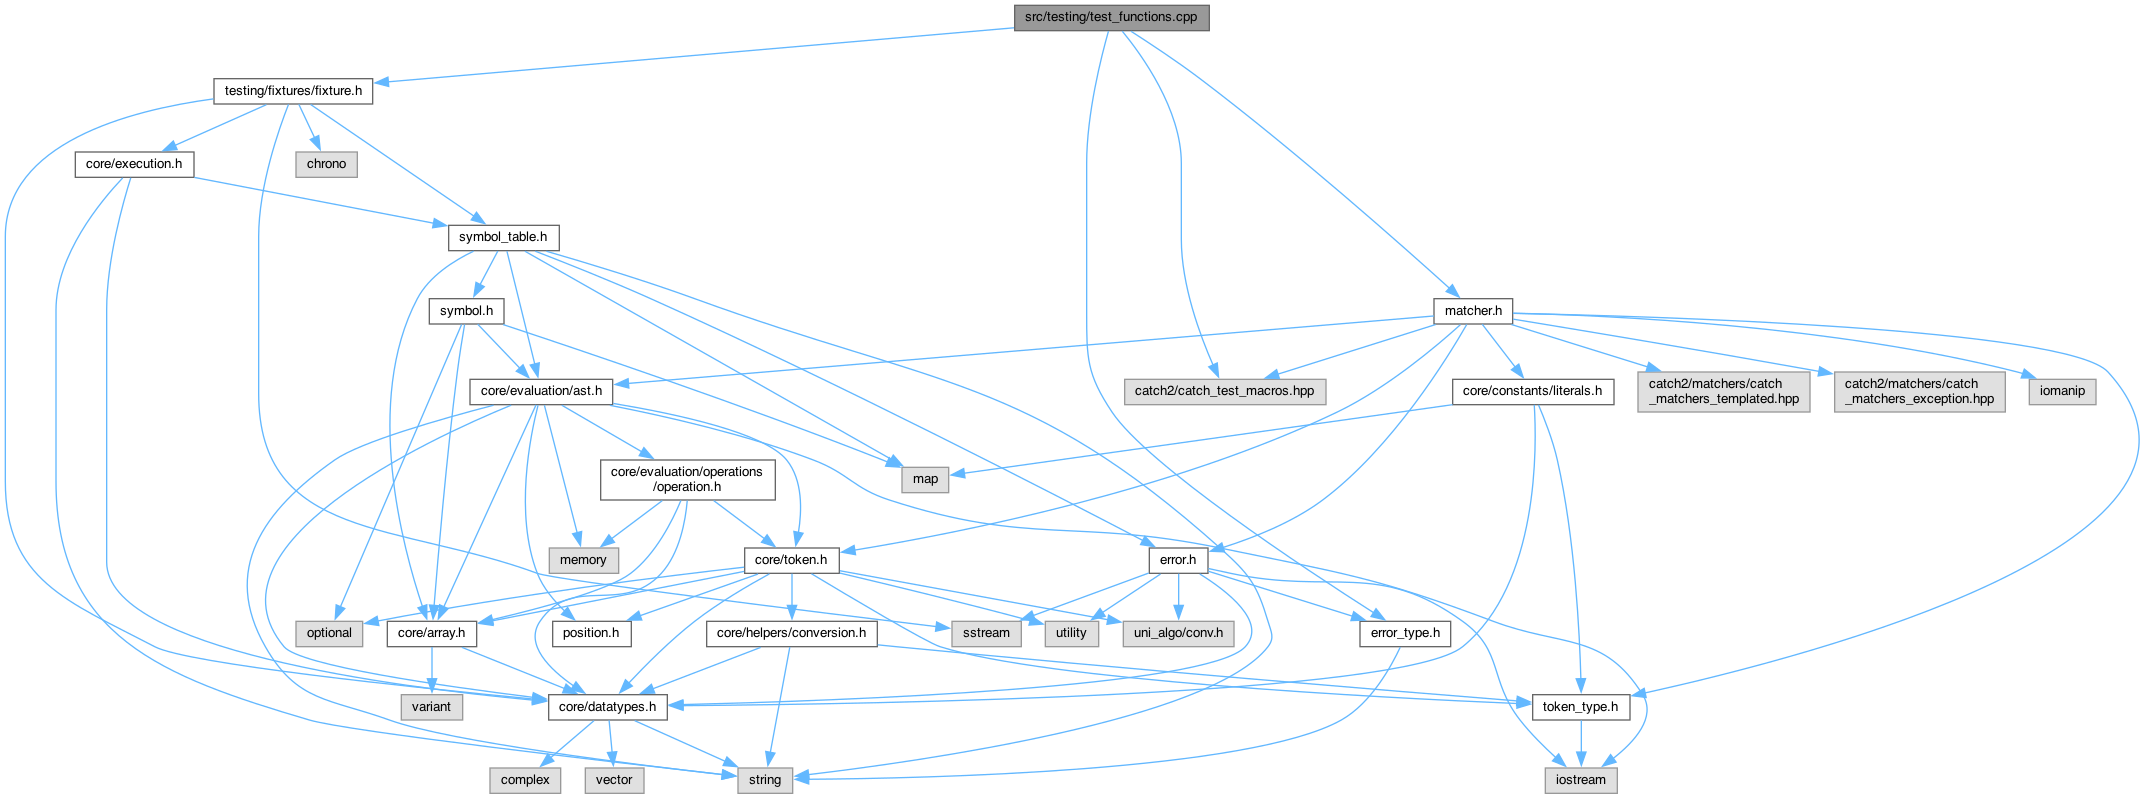 src/testing/test_functions.cpp
testing/fixtures/fixture.h
core/execution.h
chrono
symbol_table.h
symbol.h
matcher.h
core/evaluation/ast.h
catch2/catch_test_macros.hpp
core/constants/literals.h
catch2/matchers/catch
_matchers_templated.hpp
catch2/matchers/catch
_matchers_exception.hpp
iomanip
core/evaluation/operations
/operation.h
map
memory
core/token.h
error.h
optional
core/array.h
position.h
core/helpers/conversion.h
sstream
utility
uni_algo/conv.h
error_type.h
variant
core/datatypes.h
token_type.h
complex
vector
string
iostream